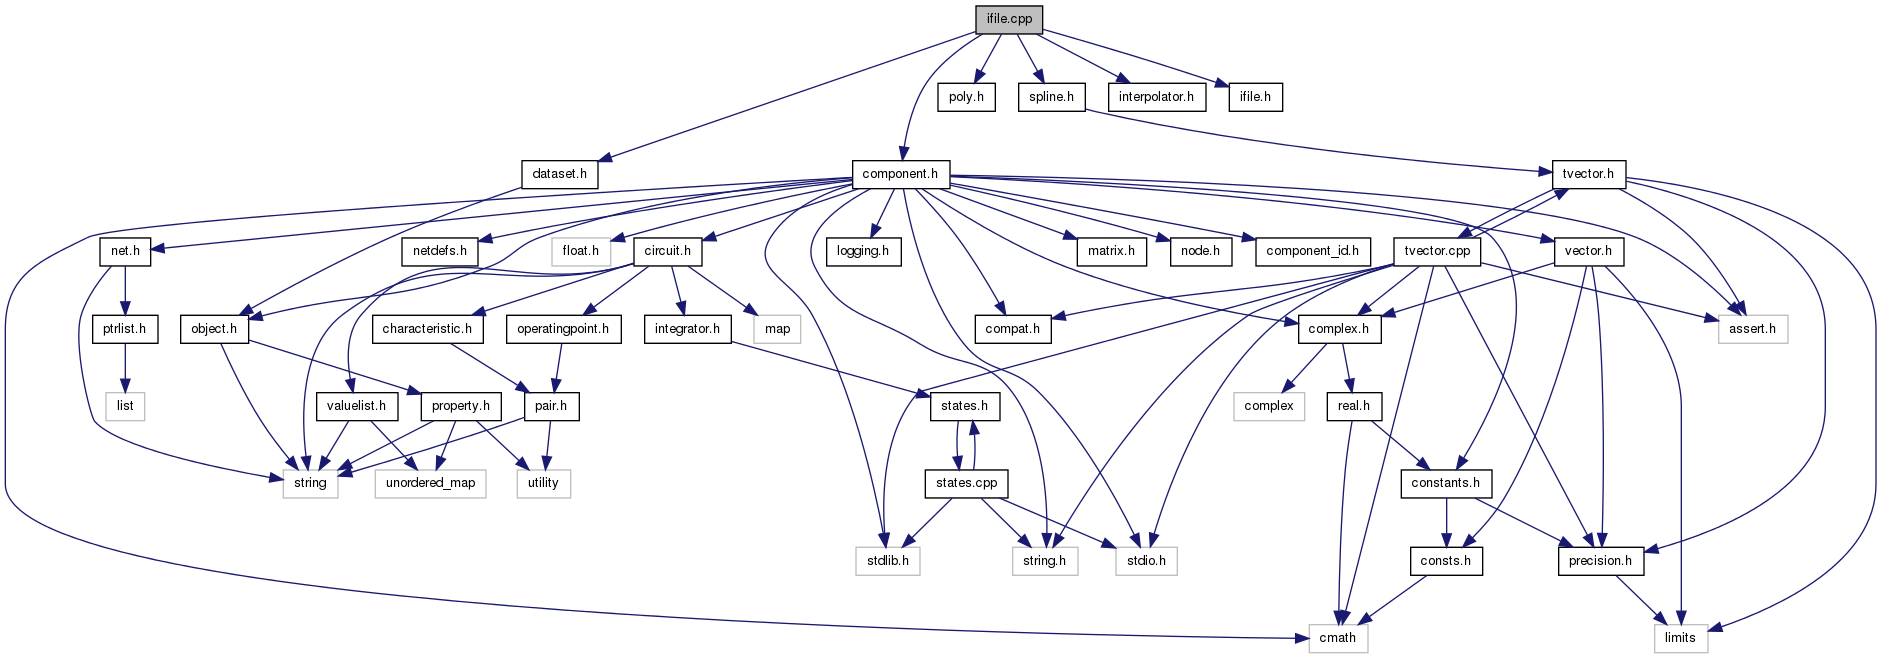 ifile.cpp
poly.h
spline.h
interpolator.h
ifile.h
dataset.h
component.h
tvector.h
net.h
netdefs.h
float.h
circuit.h
logging.h
matrix.h
node.h
component_id.h
tvector.cpp
vector.h
ptrlist.h
object.h
characteristic.h
operatingpoint.h
integrator.h
map
compat.h
complex.h
assert.h
list
valuelist.h
property.h
pair.h
states.h
complex
real.h
string
unordered_map
utility
states.cpp
constants.h
stdlib.h
string.h
stdio.h
consts.h
precision.h
cmath
limits